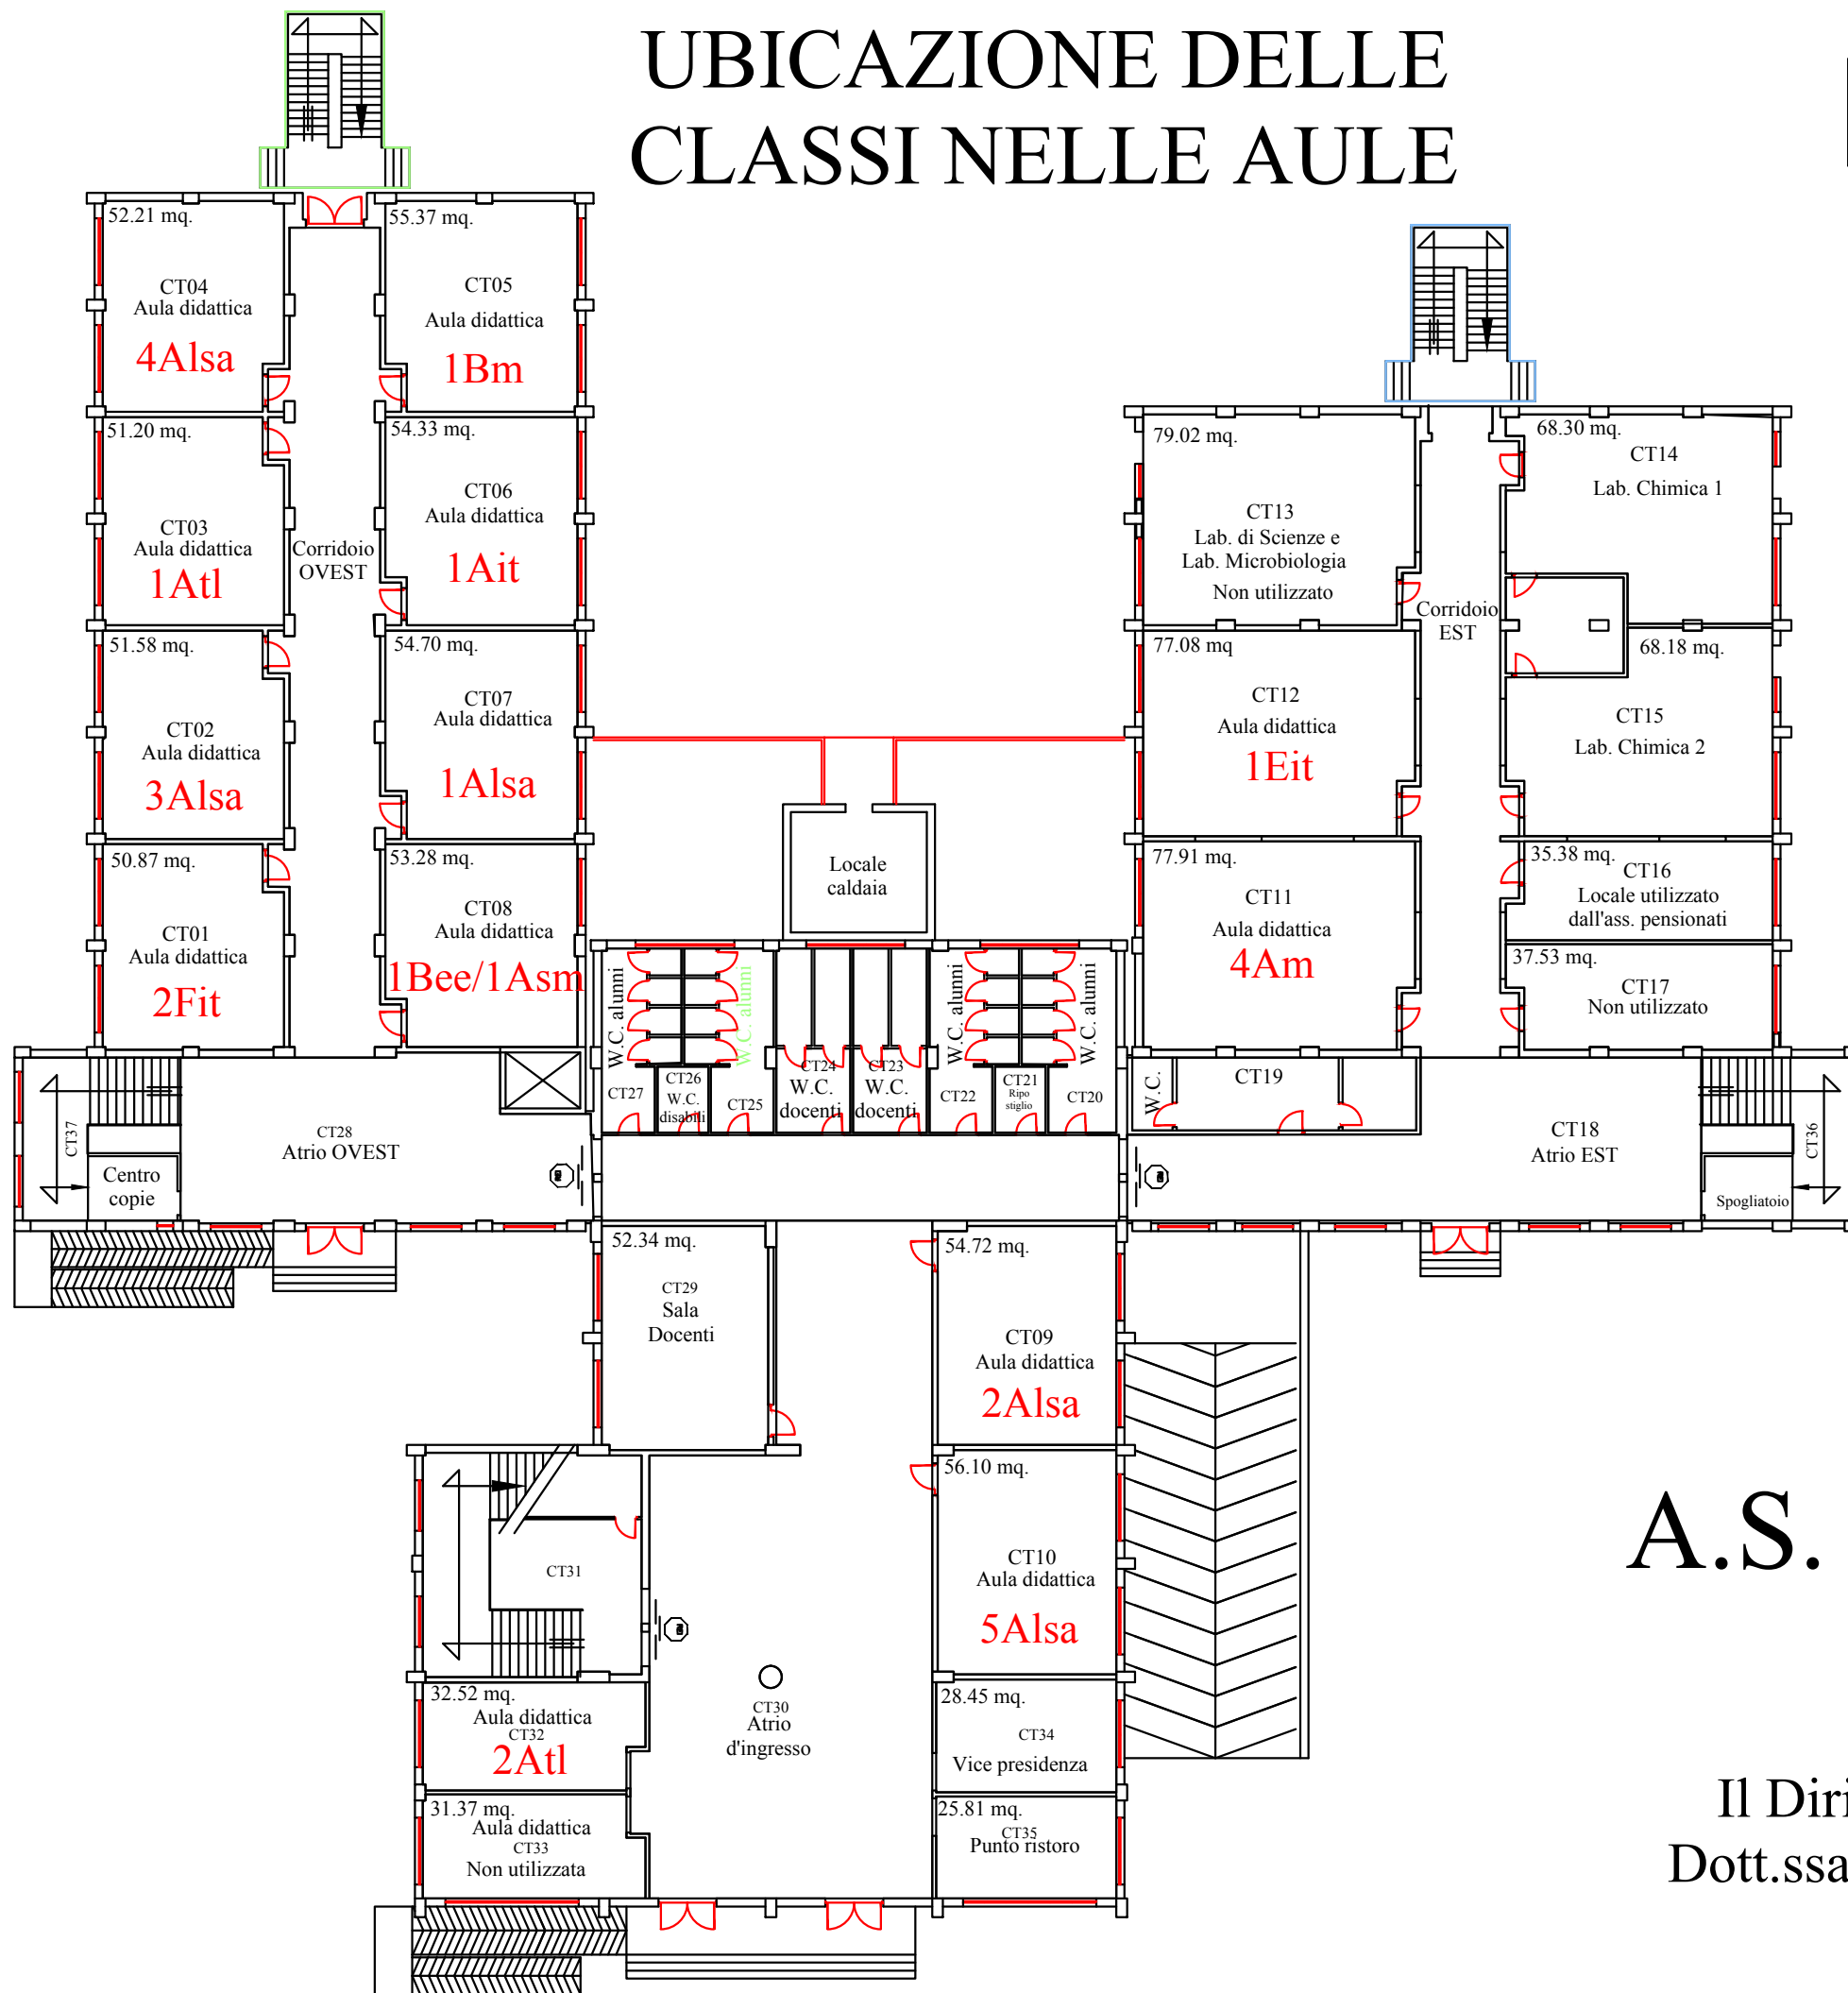 UBICAZIONE DELLE
CLASSI NELLE AULE
52.21 mq.
CT04
Aula didattica
4Alsa
55.37 mq.
CT05
Aula didattica
1Bm
51.20 mq.
CT03
Aula didattica
1Atl
Corridoio
OVEST
54.33 mq.
CT06
Aula didattica
1Ait
51.58 mq.
CT02
Aula didattica
3Alsa
54.70 mq.
CT07
Aula didattica
1Alsa
50.87 mq.
CT01
Aula didattica
2Fit
53.28 mq.
CT08
Aula didattica
1Bee/1Asm
Locale
caldaia
79.02 mq.
CT13
Lab. di Scienze e
Lab. Microbiologia
Non utilizzato
68.30 mq.
CT14
Lab. Chimica 1
Corridoio
EST
77.08 mq
CT12
Aula didattica
1Eit
68.18 mq.
CT15
Lab. Chimica 2
77.91 mq.
CT11
Aula didattica
4Am
35.38 mq.
CT16
Locale utilizzato
dall'ass. pensionati
37.53 mq.
CT17
Non utilizzato
W.C. alunni
W.C. alunni
W.C. alunni
W.C. alunni
CT27
CT26
W.C.
disabili
CT25
CT24
W.C.
docenti
CT23
W.C.
docenti
CT22
CT21
Ripo
stiglio
CT20
W.C.
CT19
CT37
Centro
copie
CT28
Atrio OVEST
CT18
Atrio EST
Spogliatoio
CT36
52.34 mq.
CT29
Sala
Docenti
54.72 mq.
CT09
Aula didattica
2Alsa
56.10 mq.
CT10
Aula didattica
5Alsa
CT31
A.S.
32.52 mq.
Aula didattica
CT32
2Atl
CT30
Atrio
d'ingresso
28.45 mq.
CT34
Vice presidenza
31.37 mq.
Aula didattica
CT33
Non utilizzata
25.81 mq.
CT35
Punto ristoro
Il Diri
Dott.ssa